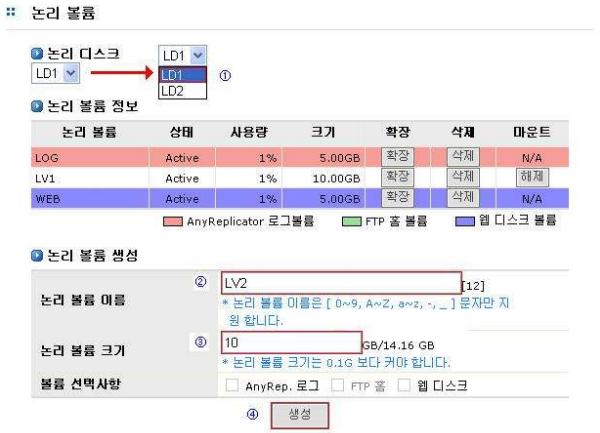 논리 볼륨
논리 디스크
LD1
LD1
LD1
LD2
①
논리 볼륨 정보
논리 볼륨 상태 사용량 크기 확장 삭제 마운트
LOG Active 1% 5.00GB 확장 삭제 N/A
LV1 Active 1% 10.00GB 확장 삭제 해제
WEB Active 1% 5.00GB 확장 삭제 N/A
AnyReplicator 로그볼륨 FTP 홈 볼륨 웹 디스크 볼륨
논리 볼륨 생성
논리 볼륨 이름 ② LV2 [12]
* 논리 볼륨 이름은 [ 0~9, A~Z, a~z, -, _ ] 문자만 지
원 합니다.
논리 볼륨 크기 ③ 10 GB/14.16 GB
* 논리 볼륨 크기는 0.1G 보다 커야 합니다.
볼륨 선택사항 AnyRep. 로그 FTP 홈 웹 디스크
④ 생성